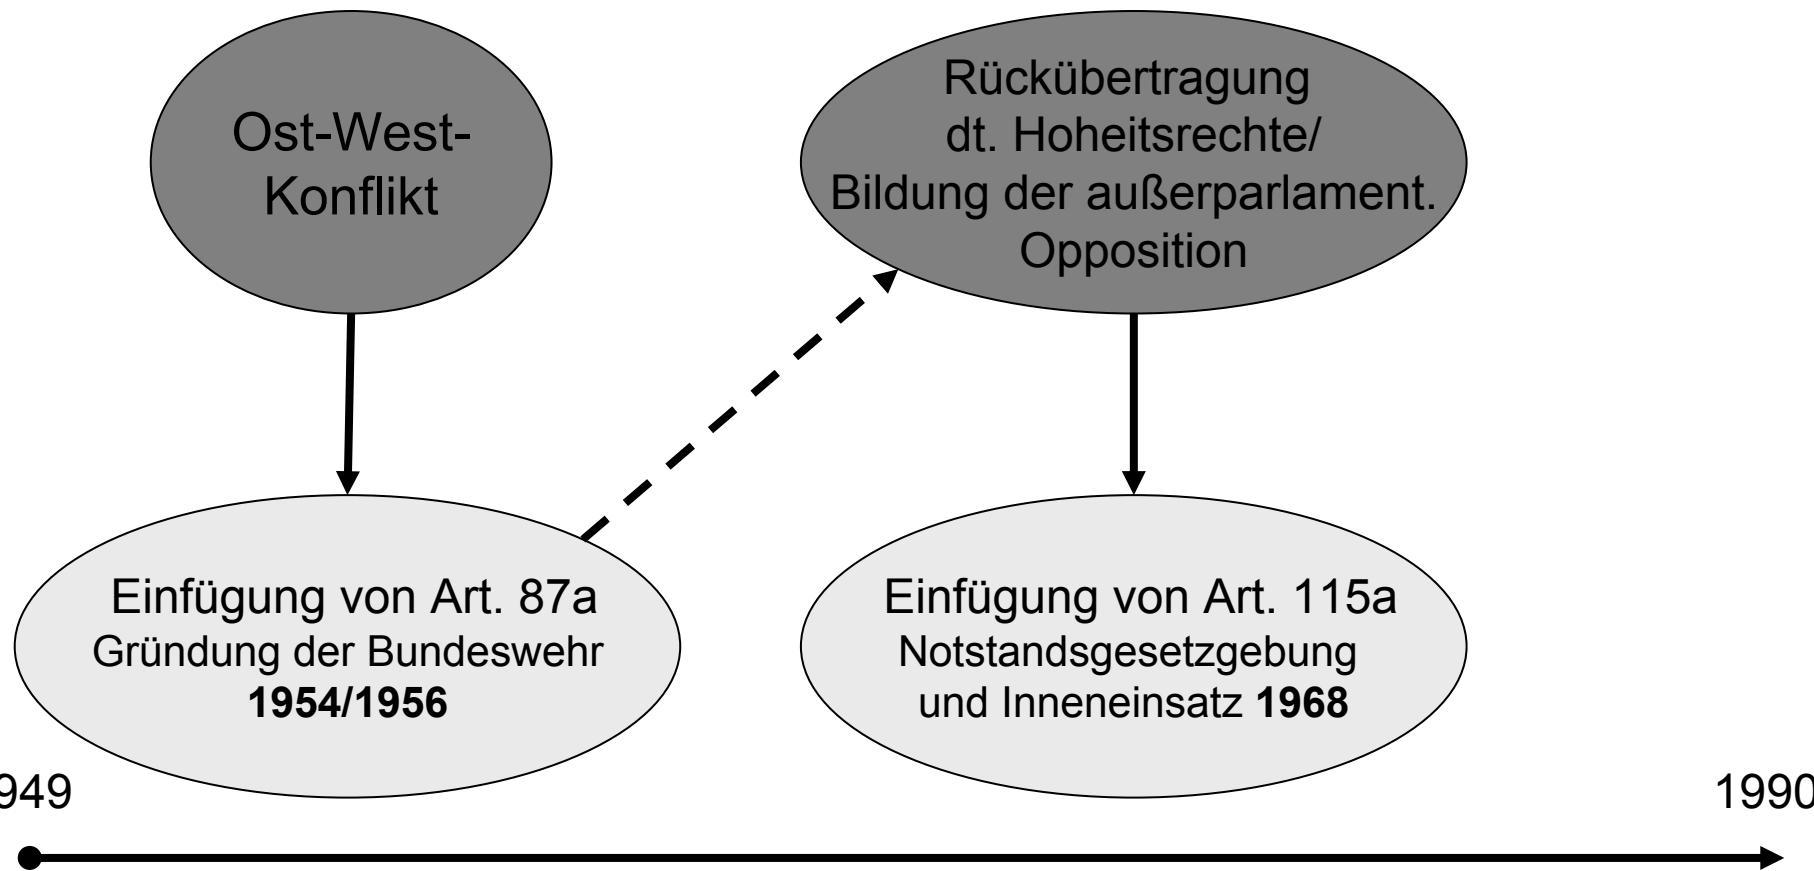 Ost-West-
Konflikt
Rückübertragung
dt. Hoheitsrechte/
Bildung der außerparlament.
Opposition
Einfügung von Art. 87a
Gründung der Bundeswehr
1954/1956
Einfügung von Art. 115a
Notstandsgesetzgebung
und Inneneinsatz 1968
949
1990